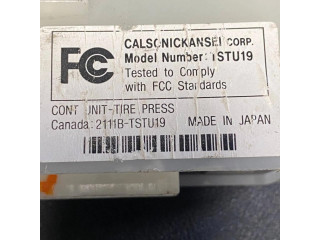 FCC
CALSONICKANSEI CORP.
Model Number: TSTU19
Tested to Comply
with FCC Standards
CONT UNIT-TIRE PRESS
Canada: 2111B-TSTU19 MADE IN JAPAN